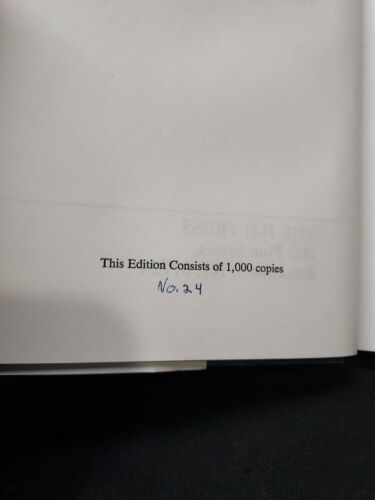 This Edition Consists of 1,000 copies
No. 24